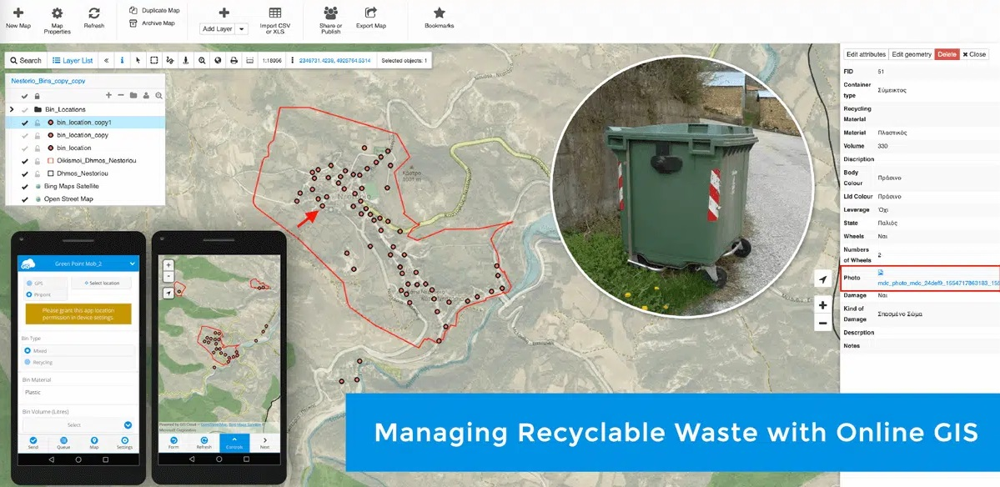 New Map
Map Properties
Refresh
Duplicate Map
Archive Map
Add Layer
Import CSV or XLS
Share or Publish
Export Map
Bookmarks
Search
Layer List
1:18056
2346731.4239, 4925764.5314
Selected objects: 1
Nestorio_Bins_copy_copy
Bin_Locations
bin_location_copy1
bin_location_copy
bin_location
Oikismoi_Dhmos_Nestoriou
Dhmos_Nestoriou
Bing Maps Satellite
Open Street Map
Edit attributes
Edit geometry
Delete
Close
FID 51
Container type Σύμεικτος
Recycling Material
Material Πλαστικός
Volume 330
Discription
Body Colour Πράσινο
Lid Colour Πράσινο
Leverage Όχι
State Παλιός
Wheels Ναι
Numbers of Wheels 2
Photo
mdc_photo_mdc_24def9_1554717863183_155
Damage Ναι
Kind of Damage Σπασμένο Σώμα
Descrption
Notes
Green Point Mob_2
GPS
Pinpoint
Select location
Please grant this app location
permission in device settings.
Bin Type
Mixed
Recycling
Bin Material
Plastic
Bin Volume (Litres)
Select
Send
Queue
Map
Settings
Form
Refresh
Controls
Next
Managing Recyclable Waste with Online GIS